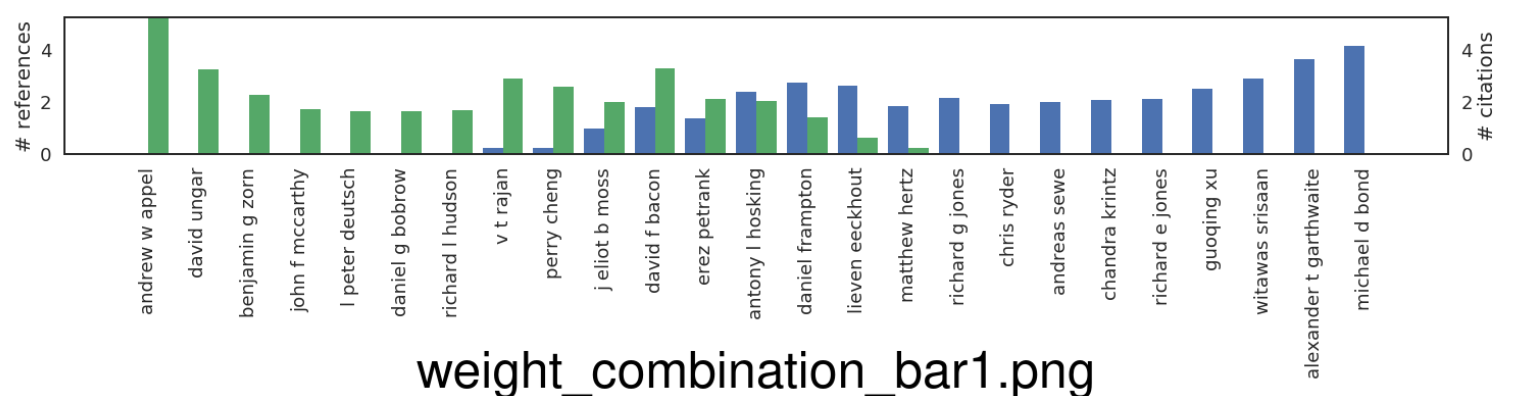 # references
4
2
0
4
2
0
# citations
andrew w appel
david ungar
benjamin g zorn
john f mccarthy
l peter deutsch
daniel g bobrow
richard l hudson
v t rajan
perry cheng
j eliot b moss
david f bacon
erez petrank
antony l hosking
daniel frampton
lieven eeckhout
matthew hertz
richard g jones
chris ryder
andreas sewe
chandra krintz
richard e jones
guoqing xu
witawas srisaan
alexander t garthwaite
michael d bond
weight_combination_bar1.png